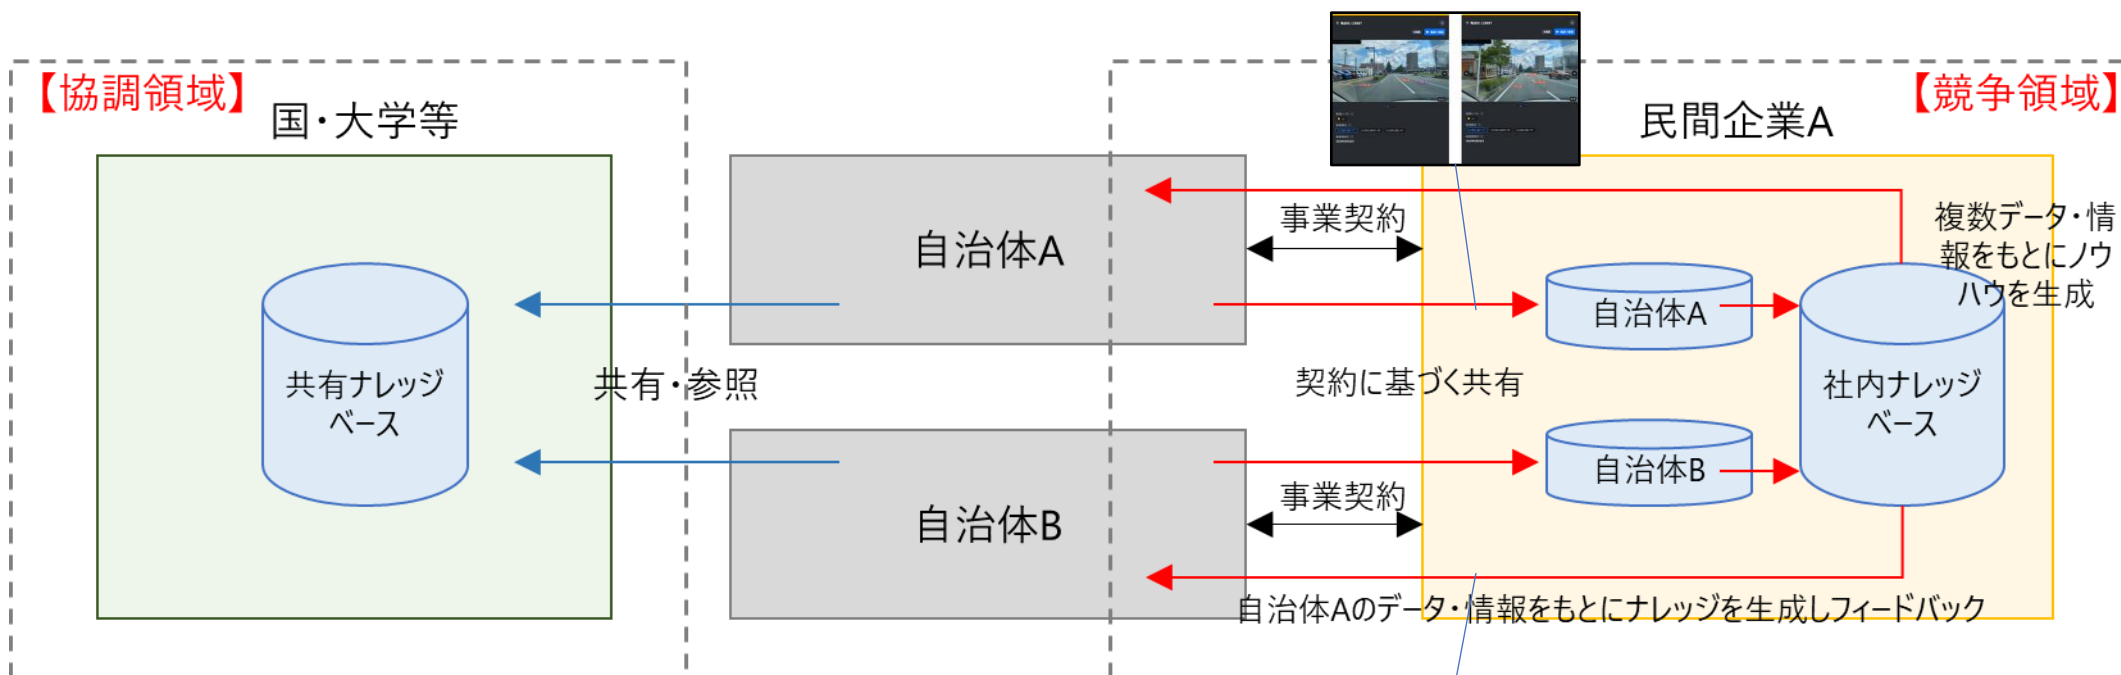 【協調領域】
国・大学等
共有ナレッジ
ベース
共有・参照
自治体A
自治体B
事業契約
契約に基づく共有
事業契約
【競争領域】
民間企業A
自治体A
自治体B
社内ナレッジ
ベース
複数データ・情
報をもとにノウ
ハウを生成
自治体Aのデータ・情報をもとにナレッジを生成しフィードバック